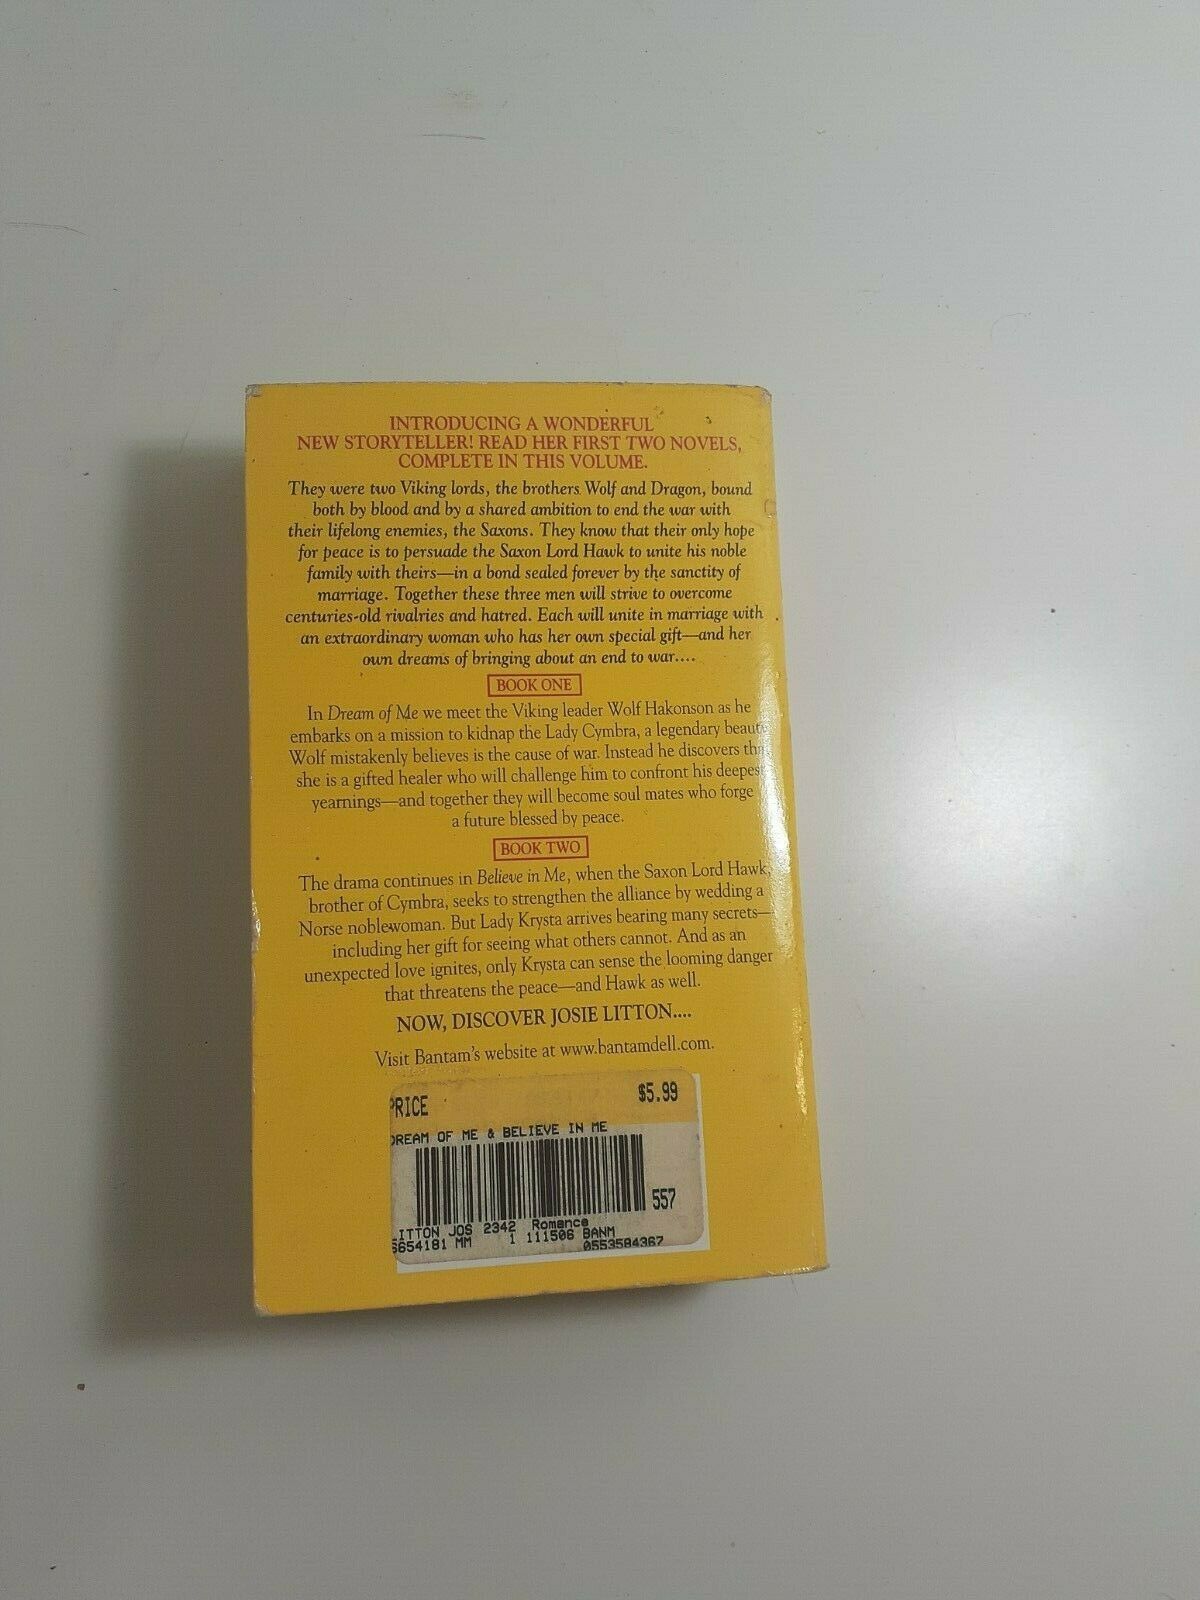 INTRODUCING A WONDERFUL
NEW STORYTELLER! READ HER FIRST TWO NOVELS,
COMPLETE IN THIS VOLUME.
They were two Viking lords, the brothers Wolf and Dragon, bound
both by blood and by a shared ambition to end the war with
their lifelong enemies, the Saxons. They know that their only hope
for peace is to persuade the Saxon Lord Hawk to unite his noble
family with theirs—in a bond sealed forever by the sanctity of
marriage. Together these three men will strive to overcome
centuries-old rivalries and hatred. Each will unite in marriage with
an extraordinary woman who has her own special gift—and her
own dreams of bringing about an end to war....
BOOK ONE
In Dream of Me we meet the Viking leader Wolf Hakonson as he
embarks on a mission to kidnap the Lady Cymbra, a legendary beauty
Wolf mistakenly believes is the cause of war. Instead he discovers tha
she is a gifted healer who will challenge him to confront his deepest
yearnings—and together they will become soul mates who forge
a future blessed by peace.
BOOK TWO
The drama continues in Believe in Me, when the Saxon Lord Hawk,
brother of Cymbra, seeks to strengthen the alliance by wedding a
Norse noblewoman. But Lady Krysta arrives bearing many secrets—
including her gift for seeing what others cannot. And as an
unexpected love ignites, only Krysta can sense the looming danger
that threatens the peace—and Hawk as well.
NOW, DISCOVER JOSIE LITTON....
Visit Bantam's website at www.bantamdell.com.
PRICE $5.99
DREAM OF ME & BELIEVE IN ME
557
LITTON JOS 2342 Romance
5654181 MM 1 111506 BANM
0553584367